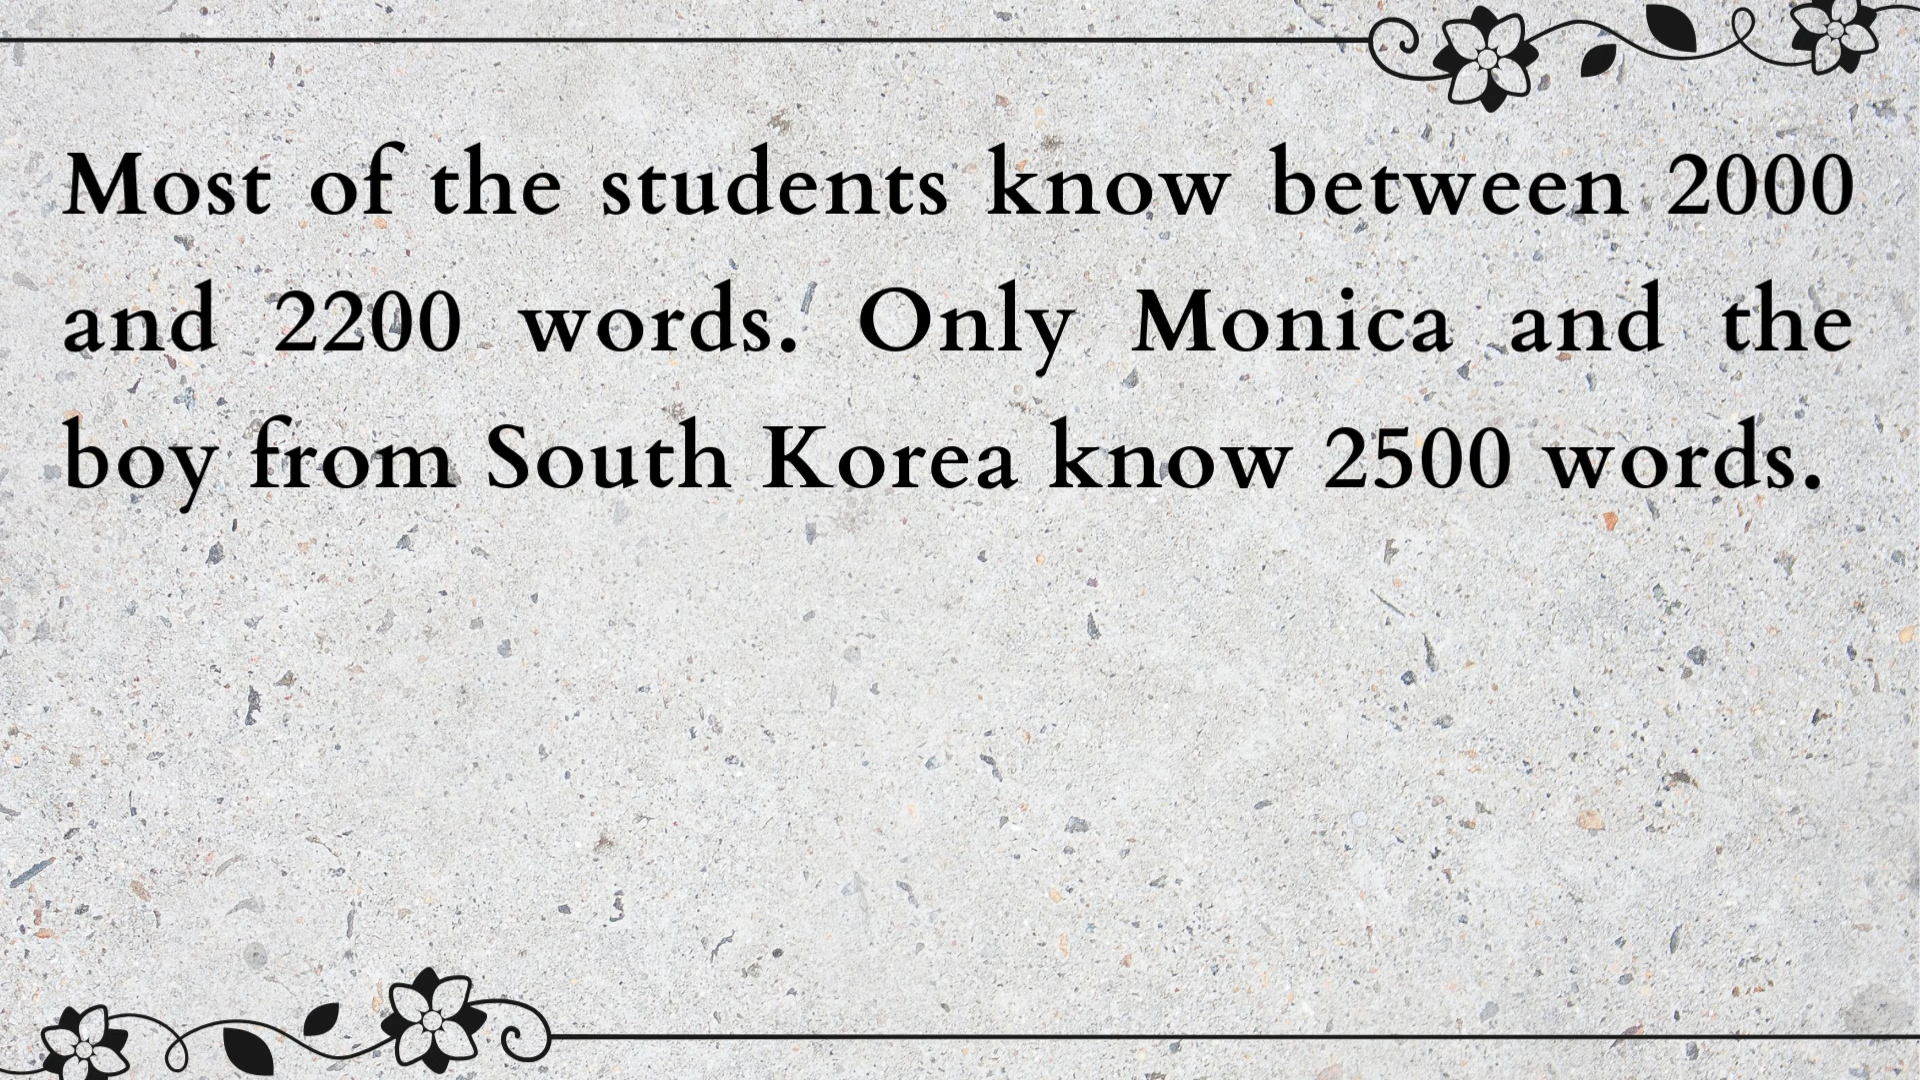 Most of the students know between 2000
and 2200 words. Only Monica and the
boy from South Korea know 2500 words.